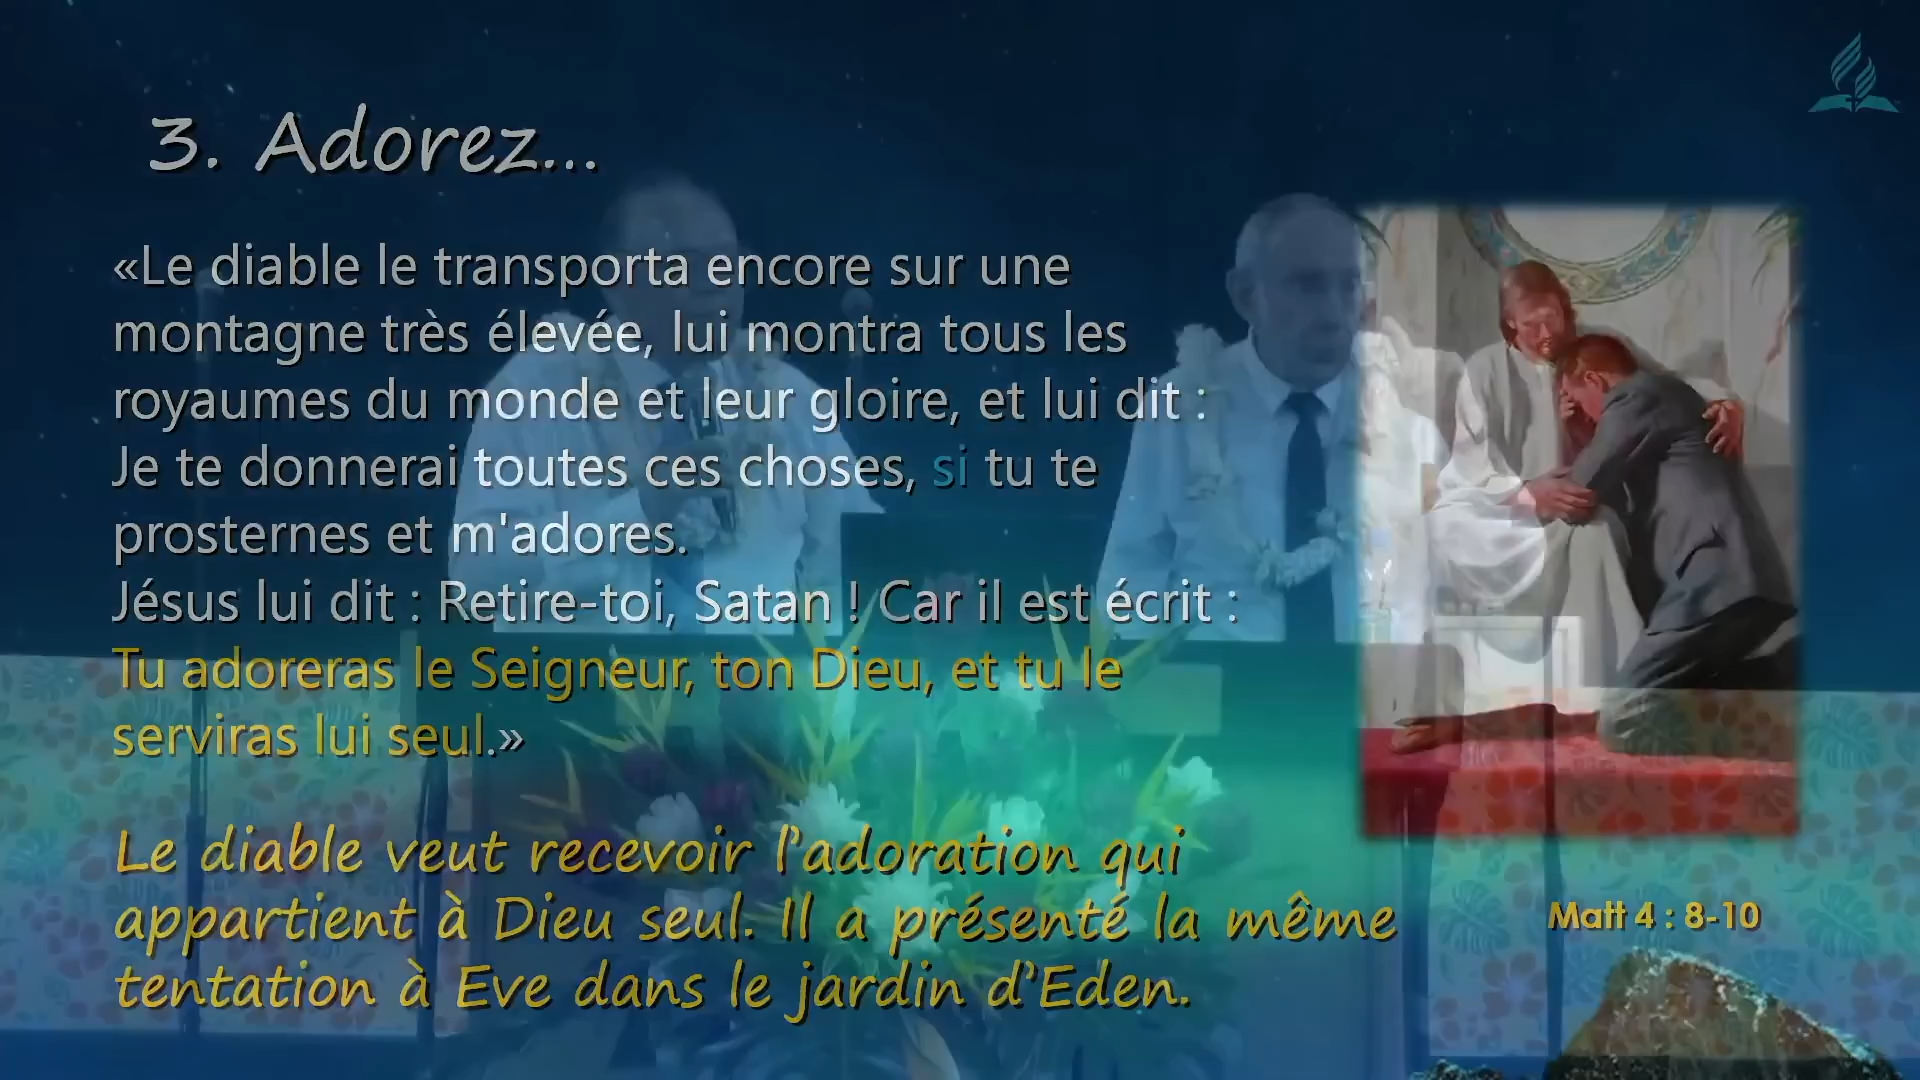 3. Adorez...
«Le diable le transporta encore sur une
montagne très élevée, lui montra tous les
royaumes du monde et leur gloire, et lui dit :
Je te donnerai toutes ces choses, si tu te
prosternes et m'adores.
Jésus lui dit : Retire-toi, Satan ! Car il est écrit :
Tu adoreras le Seigneur, ton Dieu, et tu le
serviras lui seul.»
Le diable veut recevoir l’adoration qui
appartient à Dieu seul. Il a présenté la même
tentation à Eve dans le jardin d’Eden.
Matt 4 : 8-10